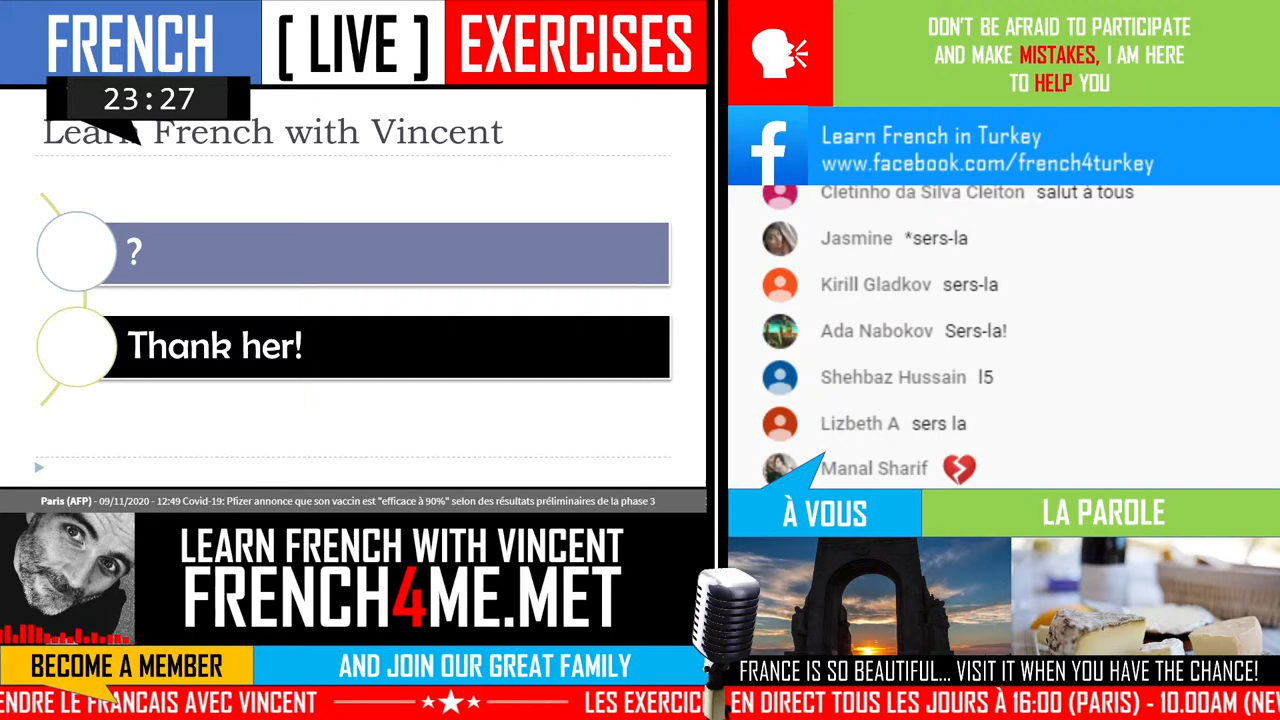 FRENCH [ LIVE ] EXERCISES
23:27
Learn French with Vincent
?
Thank her!
Paris (AFP) - 09/11/2020 - 12:49 Covid-19: Pfizer annonce que son vaccin est "efficace à 90%" selon des résultats préliminaires de la phase 3
LEARN FRENCH WITH VINCENT
FRENCH4ME.MET
BECOME A MEMBER
AND JOIN OUR GREAT FAMILY
DON'T BE AFRAID TO PARTICIPATE
AND MAKE MISTAKES, I AM HERE
TO HELP YOU
Learn French in Turkey
www.facebook.com/french4turkey
Cletinho da Silva Cleiton salut à tous
Jasmine *sers-la
Kirill Gladkov sers-la
Ada Nabokov Sers-la!
Shehbaz Hussain l5
Lizbeth A sers la
Manal Sharif
À VOUS
LA PAROLE
FRANCE IS SO BEAUTIFUL... VISIT IT WHEN YOU HAVE THE CHANCE!
ENDRE LE FRANCAIS AVEC VINCENT
LES EXERCIC
EN DIRECT TOUS LES JOURS À 16:00 (PARIS) - 10.00AM (NE